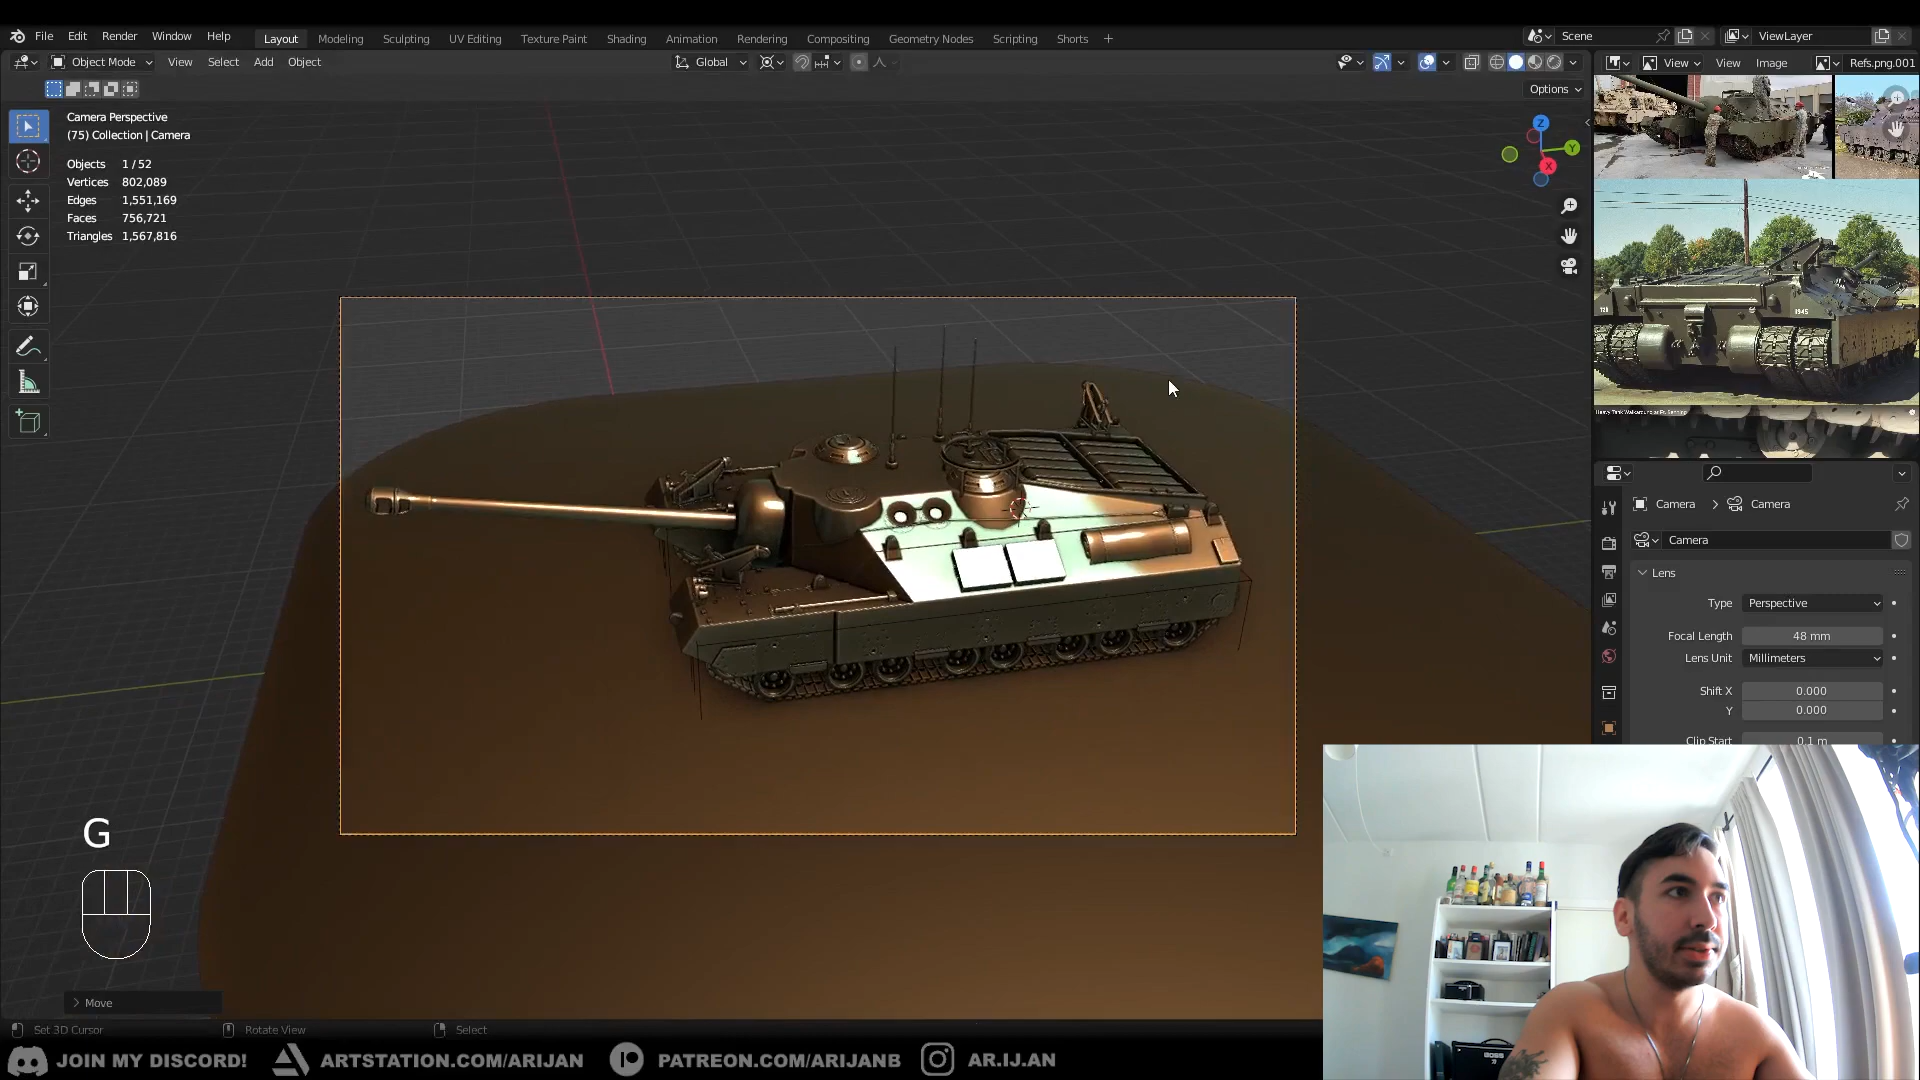 File Edit Render Window Help
Layout Modeling Sculpting UV Editing Texture Paint Shading Animation Rendering Compositing Geometry Nodes Scripting Shorts +
Scene
ViewLayer
Object Mode View Select Add Object
Global
View View Image Refs.png.001
Options
Camera Perspective
(75) Collection | Camera
Objects 1 / 52
Vertices 802,089
Edges 1,551,169
Faces 756,721
Triangles 1,567,816
Z
Y
X
1945
Camera > Camera
Camera
Lens
Type Perspective
Focal Length 48 mm
Lens Unit Millimeters
Shift X 0.000
Y 0.000
Clip Start 0.1 m
G
> Move
Set 3D Cursor Rotate View Select
BOSS
JOIN MY DISCORD! ARTSTATION.COM/ARIJAN PATREON.COM/ARIJANB AR.IJ.AN